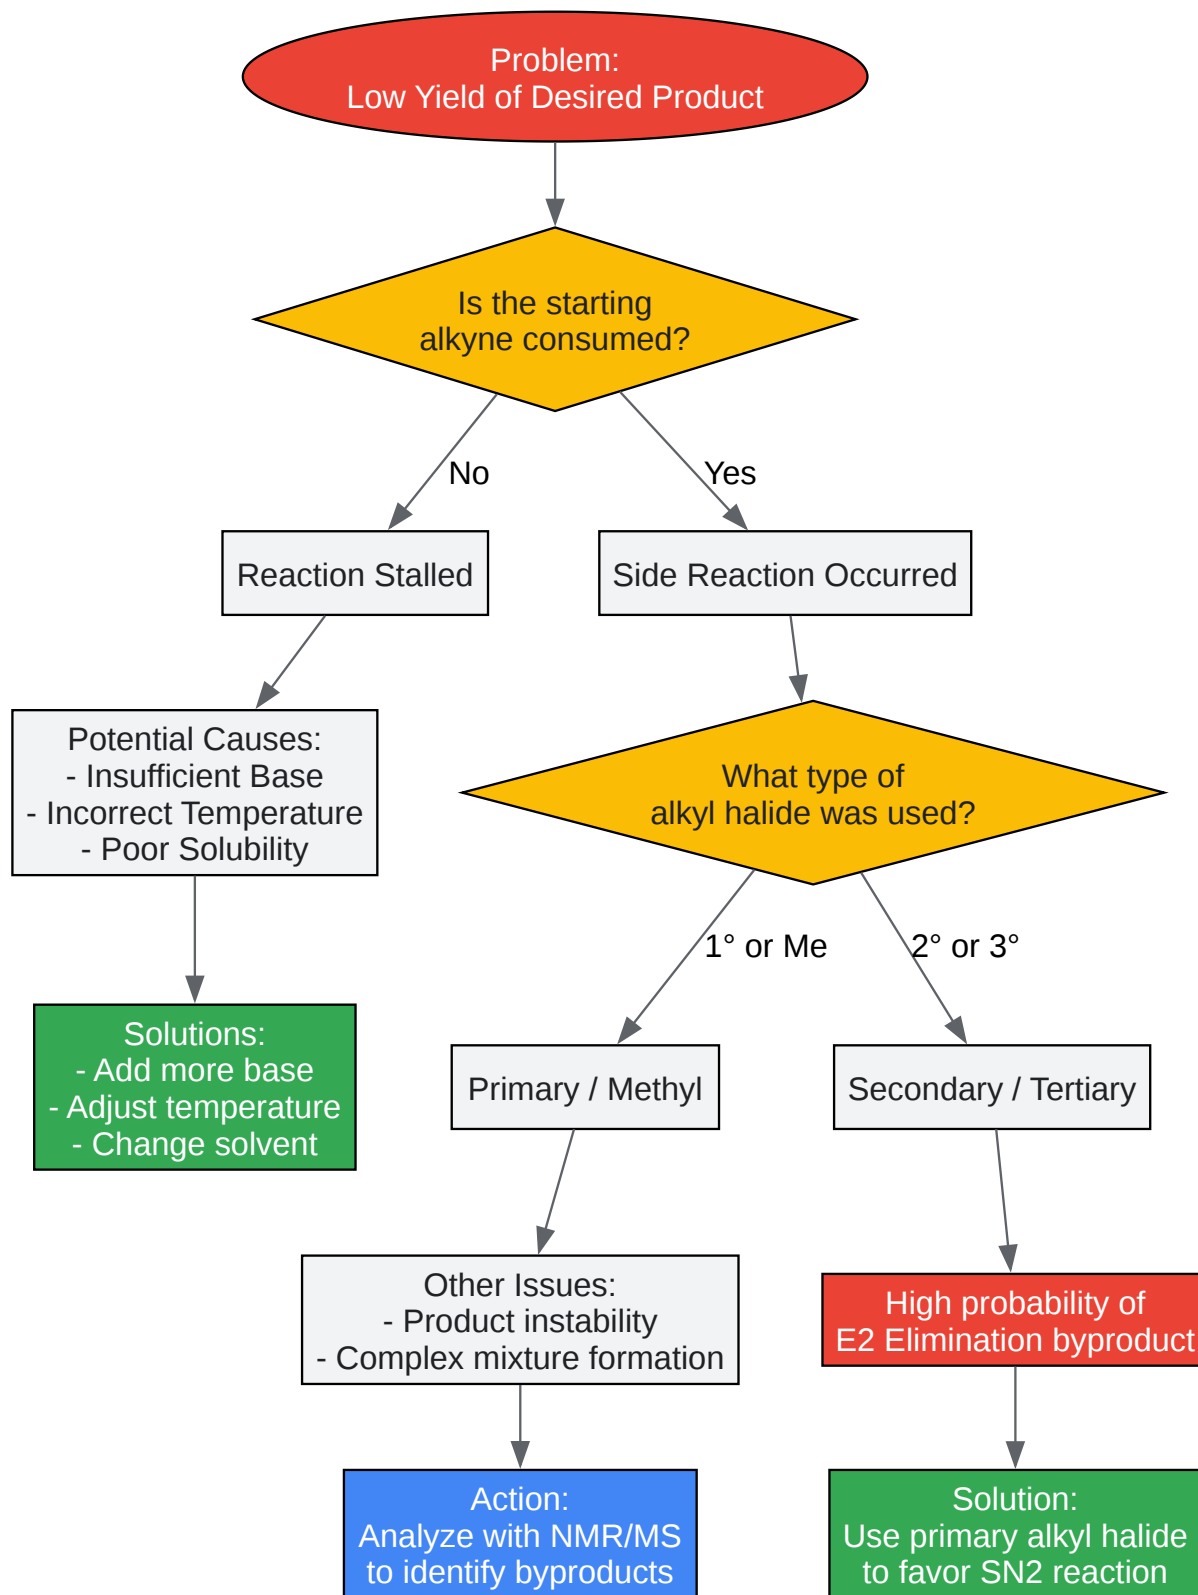 Problem:
Low Yield of Desired Product
Is the starting
alkyne consumed?
No
Yes
Reaction Stalled
Side Reaction Occurred
Potential Causes:
- Insufficient Base
- Incorrect Temperature
- Poor Solubility
What type of
alkyl halide was used?
1° or Me
2° or 3°
Solutions:
- Add more base
- Adjust temperature
- Change solvent
Primary / Methyl
Secondary / Tertiary
Other Issues:
- Product instability
- Complex mixture formation
High probability of
E2 Elimination byproduct
Action:
Analyze with NMR/MS
to identify byproducts
Solution:
Use primary alkyl halide
to favor SN2 reaction